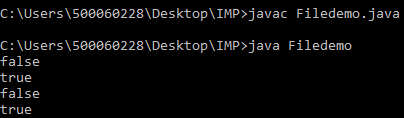 C:\Users\500060228\Desktop\IMP>javac Filedemo.java
C:\Users\500060228\Desktop\IMP>java Filedemo
false
true
false
true